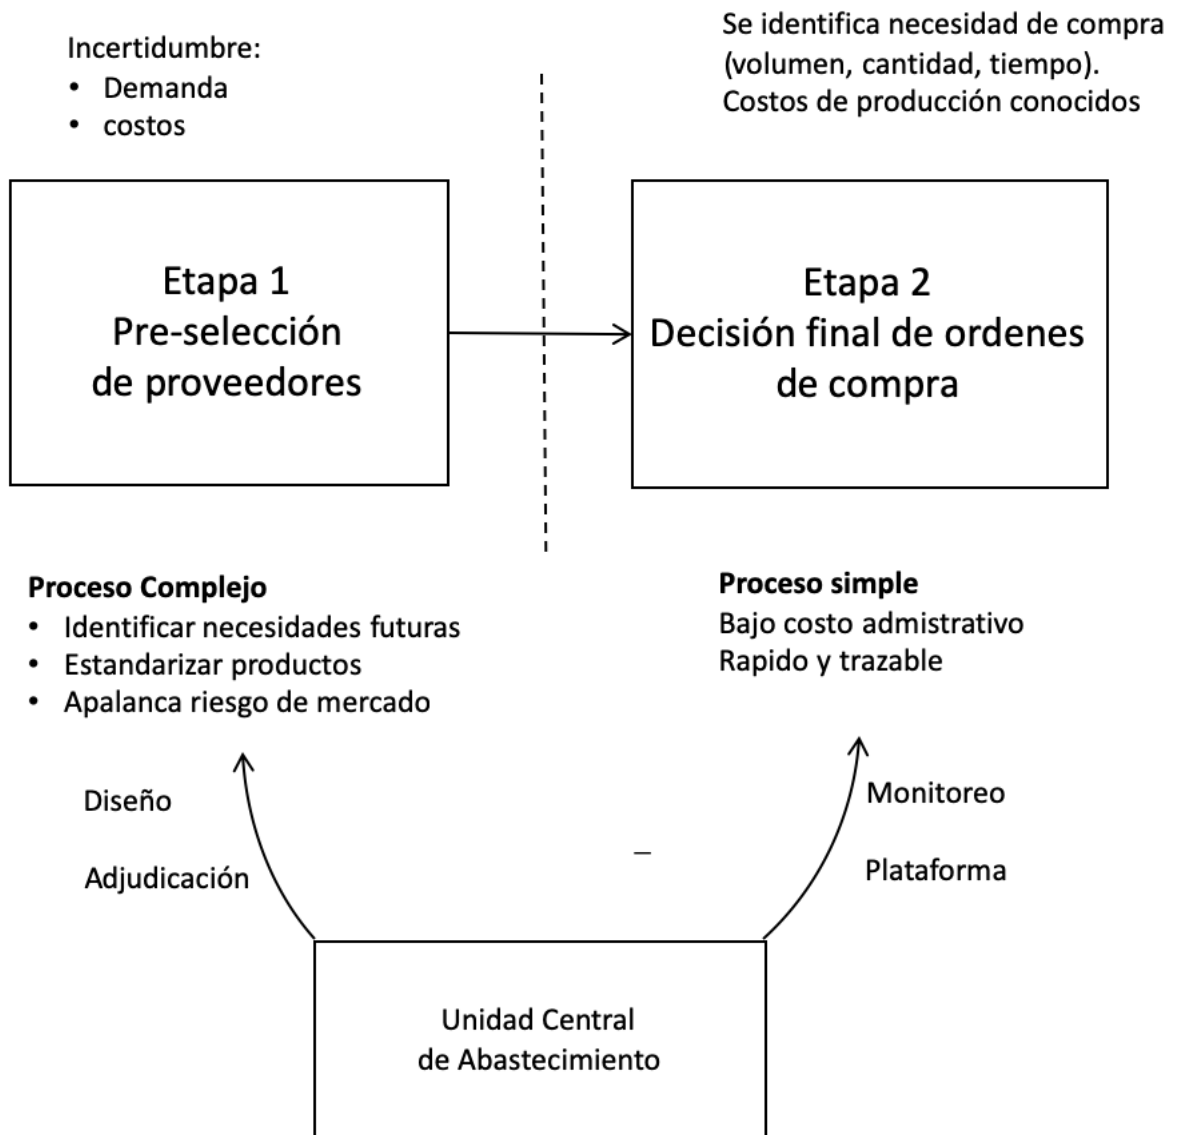 Incertidumbre:
• Demanda
• costos
Se identifica necesidad de compra
(volumen, cantidad, tiempo).
Costos de producción conocidos
Etapa 1
Pre-selección
de proveedores
Etapa 2
Decisión final de ordenes
de compra
Proceso Complejo
• Identificar necesidades futuras
• Estandarizar productos
• Apalanca riesgo de mercado
Proceso simple
Bajo costo admistrativo
Rapido y trazable
Diseño
Adjudicación
Monitoreo
Plataforma
Unidad Central
de Abastecimiento